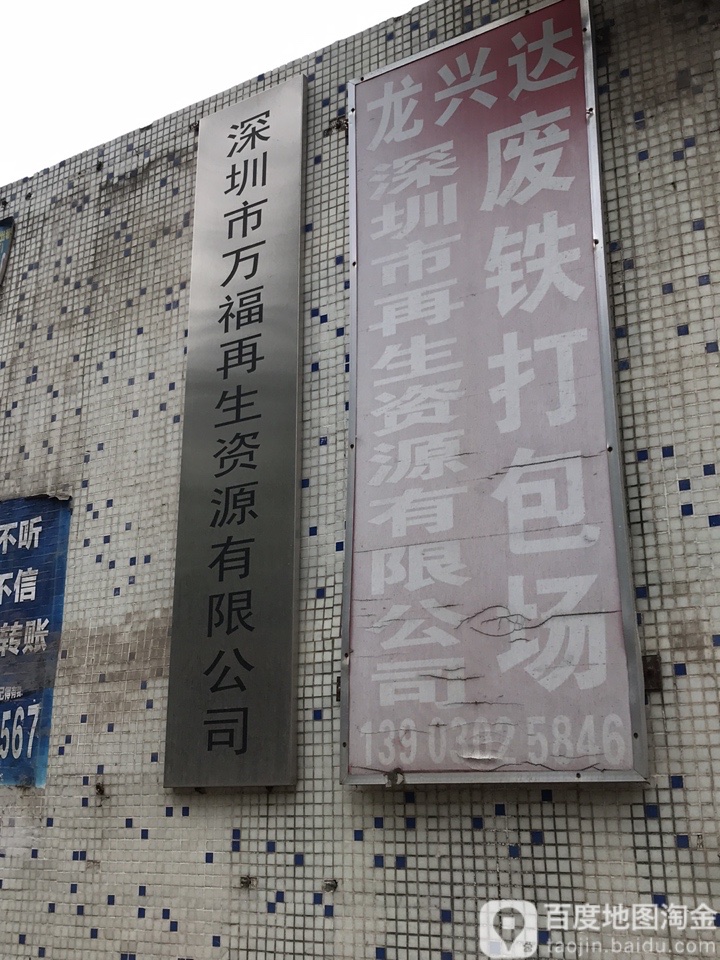 深圳市万福再生资源有限公司
龙兴达
废铁打包场
深圳市再生资源有限公司
13903025846
不听
不信
转账
567
百度地图淘金
taojin.baidu.com